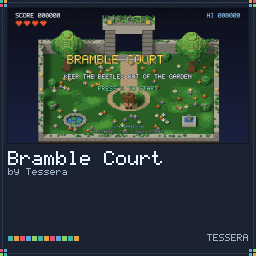 SCORE 000000
HI 000000
BRAMBLE COURT
KEEP THE BEETLES OUT OF THE GARDEN
PRESS TO START
Bramble Court
by Tessera
TESSERA